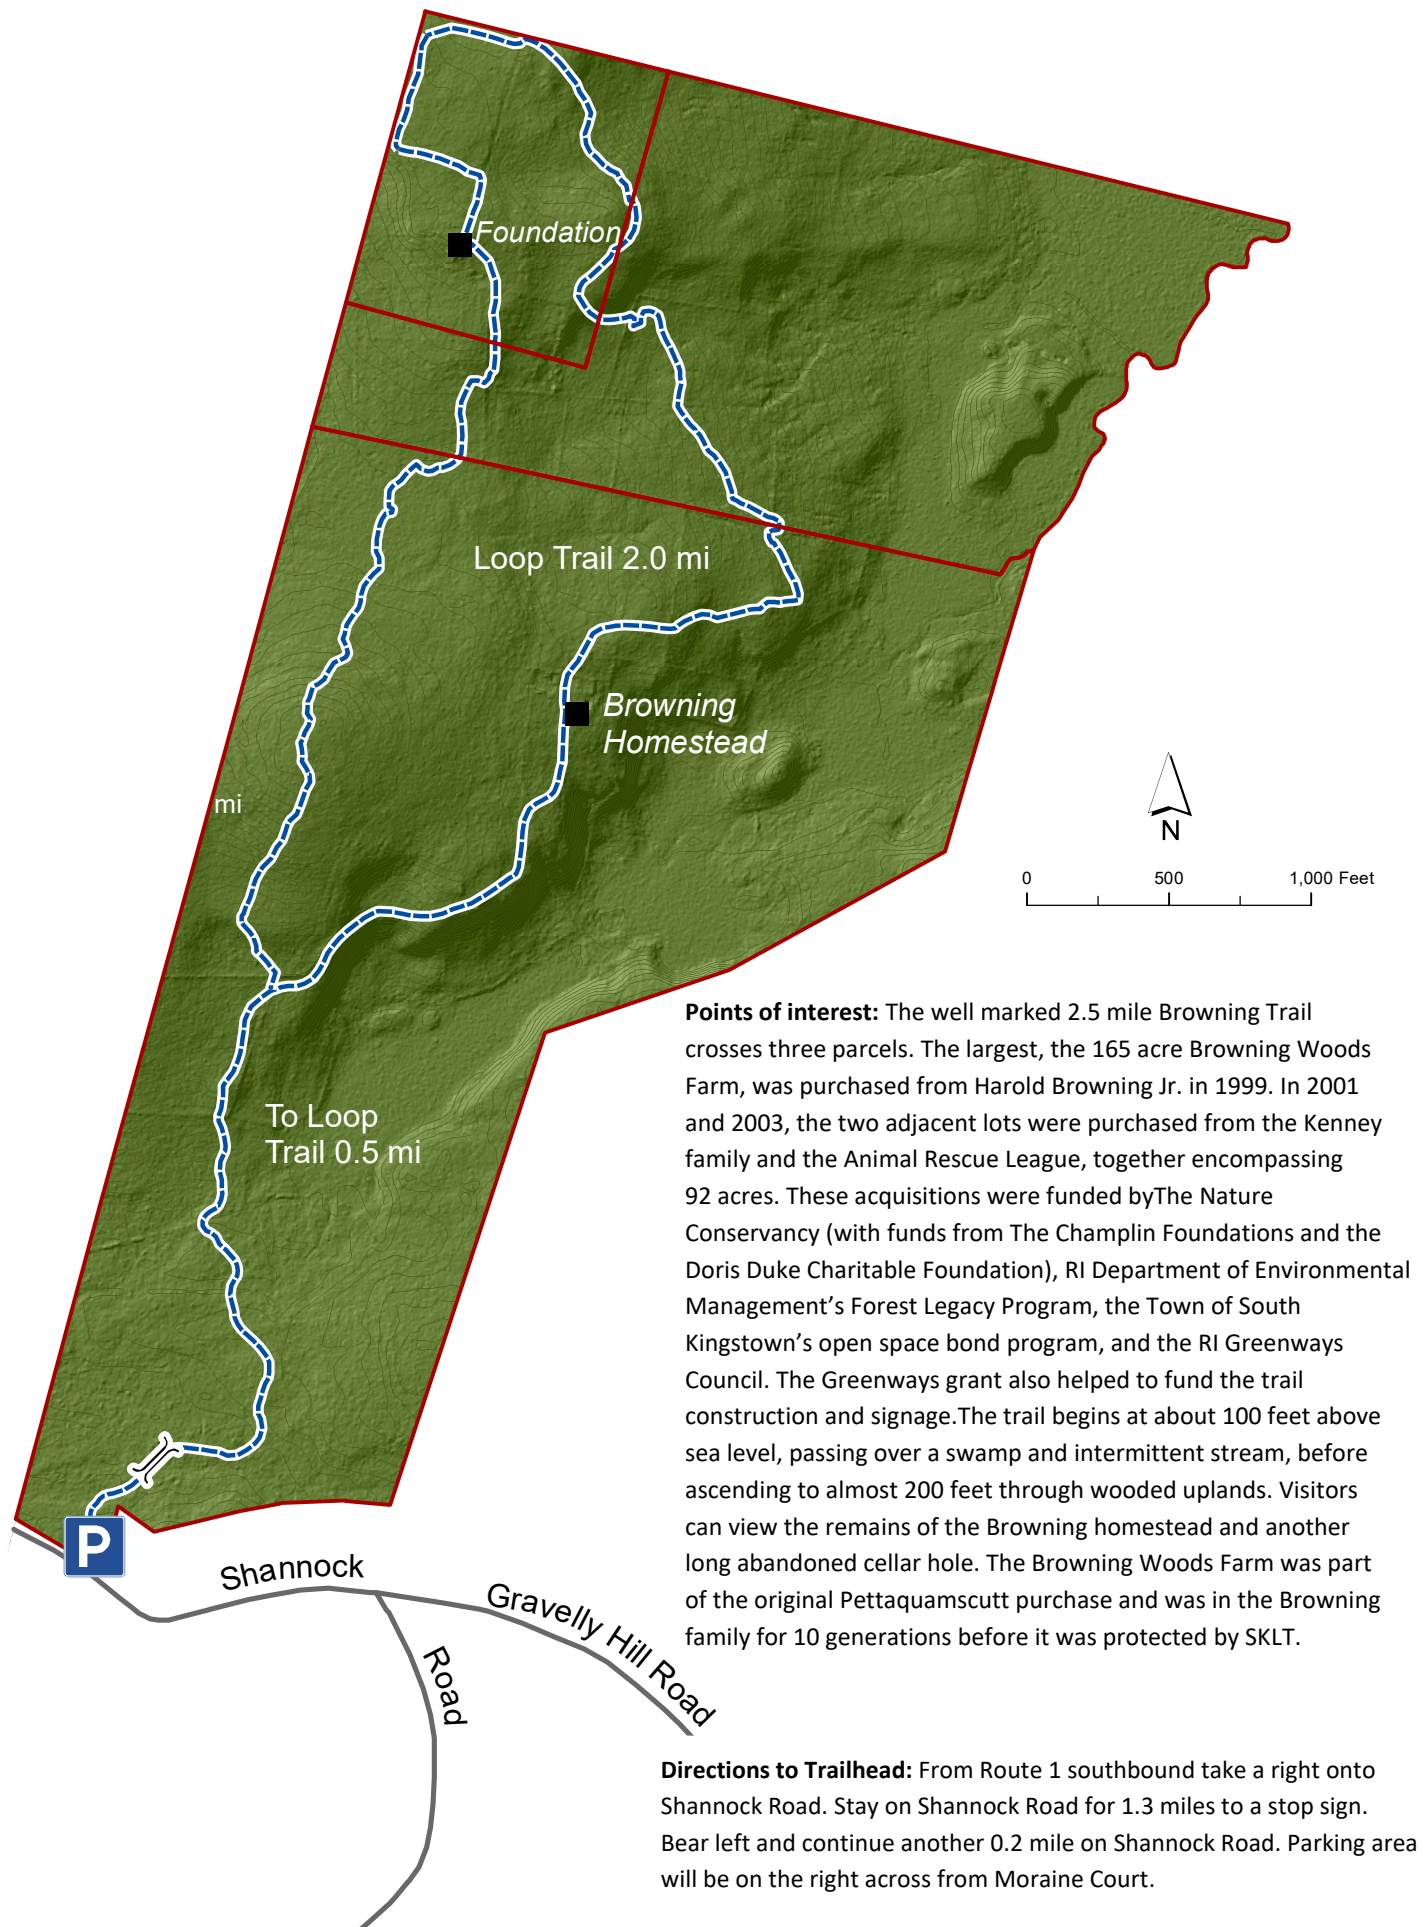 Foundation
Loop Trail 2.0 mi
Browning
Homestead
mi
N
0 500 1,000 Feet
To Loop
Trail 0.5 mi
P
Shannock
Road
Gravelly Hill Road
Points of interest: The well marked 2.5 mile Browning Trail
crosses three parcels. The largest, the 165 acre Browning Woods
Farm, was purchased from Harold Browning Jr. in 1999. In 2001
and 2003, the two adjacent lots were purchased from the Kenney
family and the Animal Rescue League, together encompassing
92 acres. These acquisitions were funded byThe Nature
Conservancy (with funds from The Champlin Foundations and the
Doris Duke Charitable Foundation), RI Department of Environmental
Management’s Forest Legacy Program, the Town of South
Kingstown’s open space bond program, and the RI Greenways
Council. The Greenways grant also helped to fund the trail
construction and signage.The trail begins at about 100 feet above
sea level, passing over a swamp and intermittent stream, before
ascending to almost 200 feet through wooded uplands. Visitors
can view the remains of the Browning homestead and another
long abandoned cellar hole. The Browning Woods Farm was part
of the original Pettaquamscutt purchase and was in the Browning
family for 10 generations before it was protected by SKLT.
Directions to Trailhead: From Route 1 southbound take a right onto
Shannock Road. Stay on Shannock Road for 1.3 miles to a stop sign.
Bear left and continue another 0.2 mile on Shannock Road. Parking area
will be on the right across from Moraine Court.